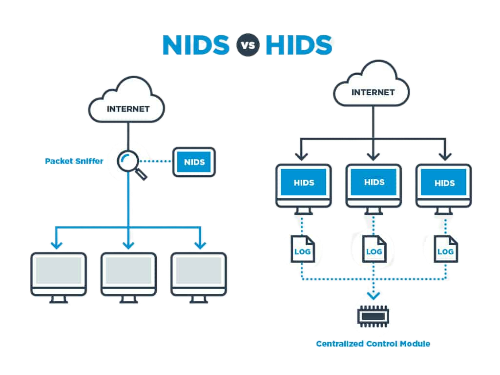 NIDS vs HIDS
INTERNET
Packet Sniffer
NIDS
INTERNET
HIDS HIDS HIDS
LOG LOG LOG
Centralized Control Module